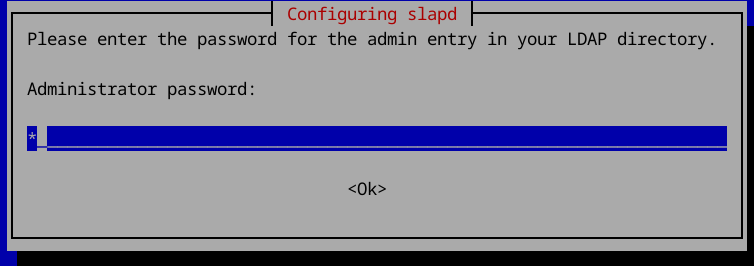 Configuring slapd
Please enter the password for the admin entry in your LDAP directory.
Administrator password:
*
<Ok>